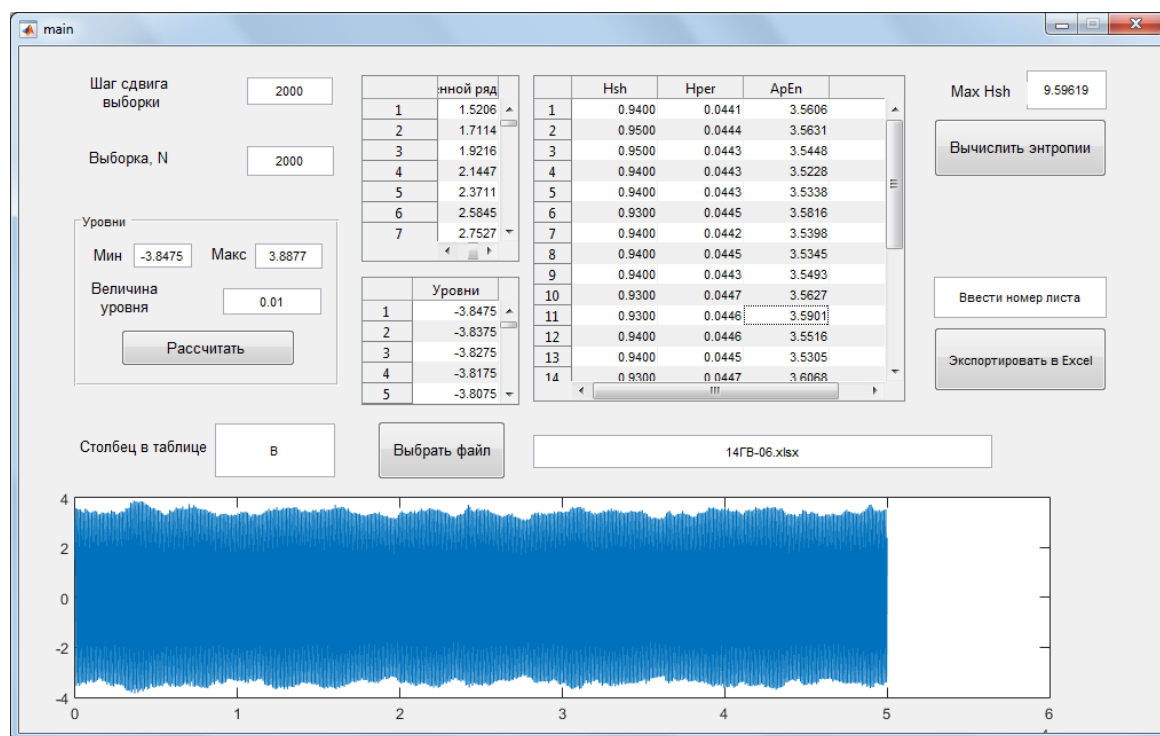 main
Шаг сдвига
выборки
2000
Выборка, N
2000
Уровни
Мин -3.8475 Макс 3.8877
Величина
уровня
0.01
Рассчитать
енной ряд
1 1.5206
2 1.7114
3 1.9216
4 2.1447
5 2.3711
6 2.5845
7 2.7527
Уровни
1 -3.8475
2 -3.8375
3 -3.8275
4 -3.8175
5 -3.8075
Hsh Hper ApEn
1 0.9400 0.0441 3.5606
2 0.9500 0.0444 3.5631
3 0.9500 0.0443 3.5448
4 0.9400 0.0443 3.5228
5 0.9400 0.0443 3.5338
6 0.9300 0.0445 3.5816
7 0.9400 0.0442 3.5398
8 0.9400 0.0445 3.5345
9 0.9400 0.0443 3.5493
10 0.9300 0.0447 3.5627
11 0.9300 0.0446 3.5901
12 0.9400 0.0446 3.5516
13 0.9400 0.0445 3.5305
14 0.9300 0.0447 3.6068
Max Hsh 9.59619
Вычислить энтропии
Ввести номер листа
Экспортировать в Excel
Столбец в таблице
B
Выбрать файл
14ГВ-06.xlsx
4
2
0
-2
-4
0 1 2 3 4 5 6